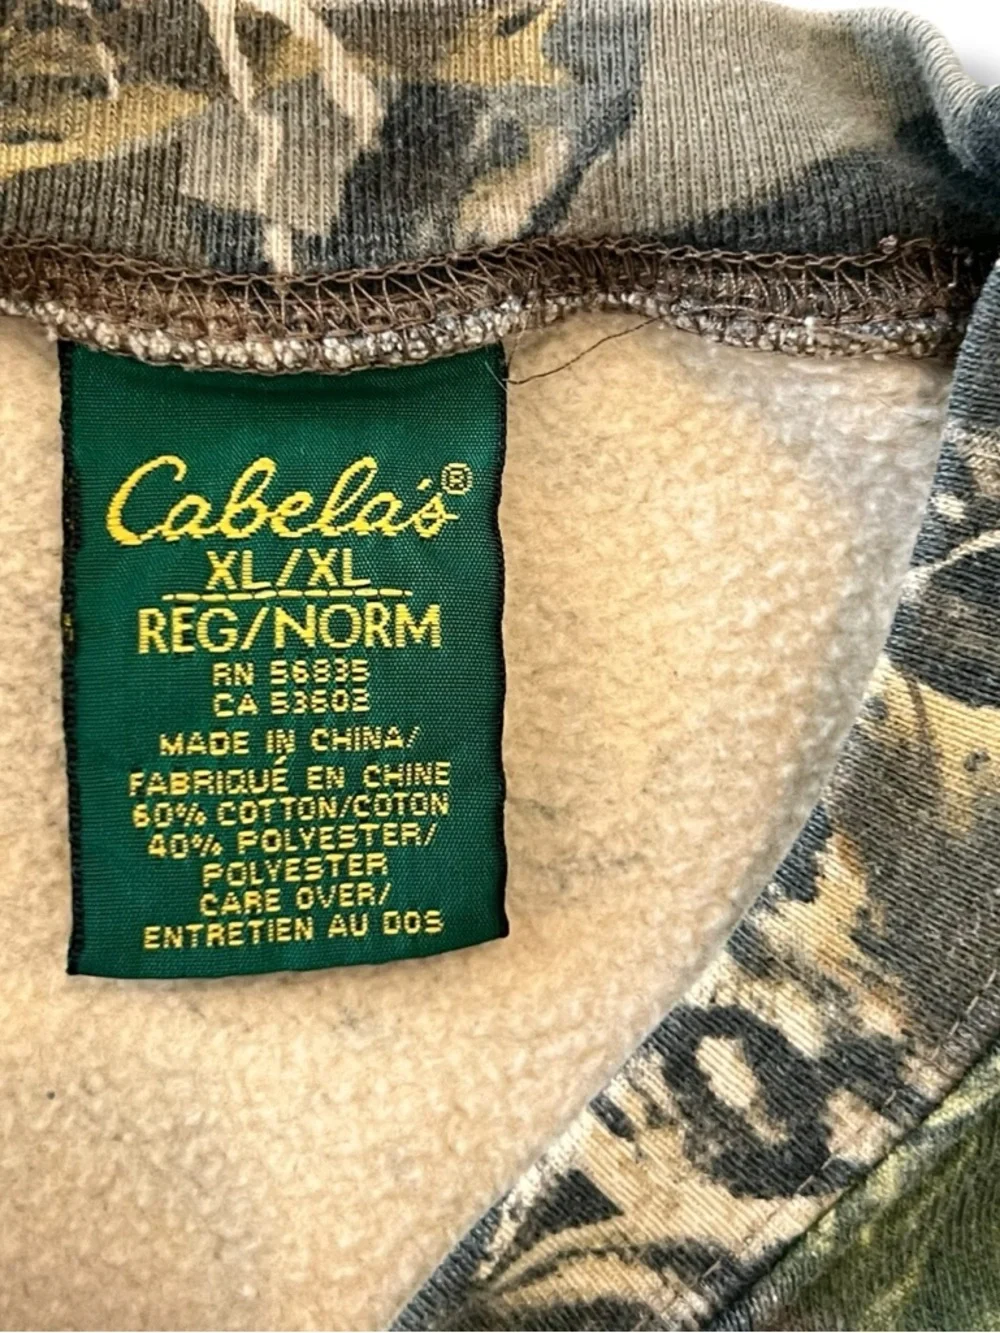 Cabela's®
XL/XL
REG/NORM
RN 56835
CA 53602
MADE IN CHINA/
FABRIQUÉ EN CHINE
60% COTTON/COTON
40% POLYESTER/
POLYESTER
CARE OVER/
ENTRETIEN AU DOS